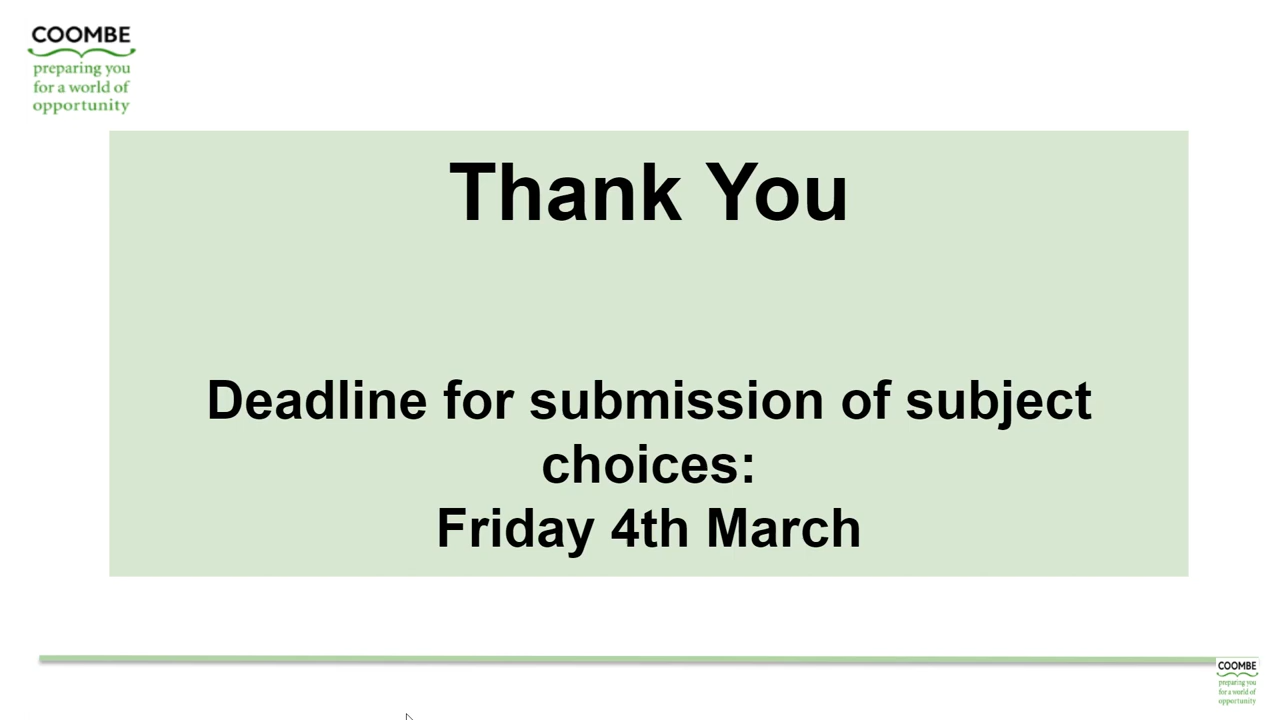 COOMBE
preparing you
for a world of
opportunity
Thank You
Deadline for submission of subject
choices:
Friday 4th March
COOMBE
preparing you
for a world of
opportunity